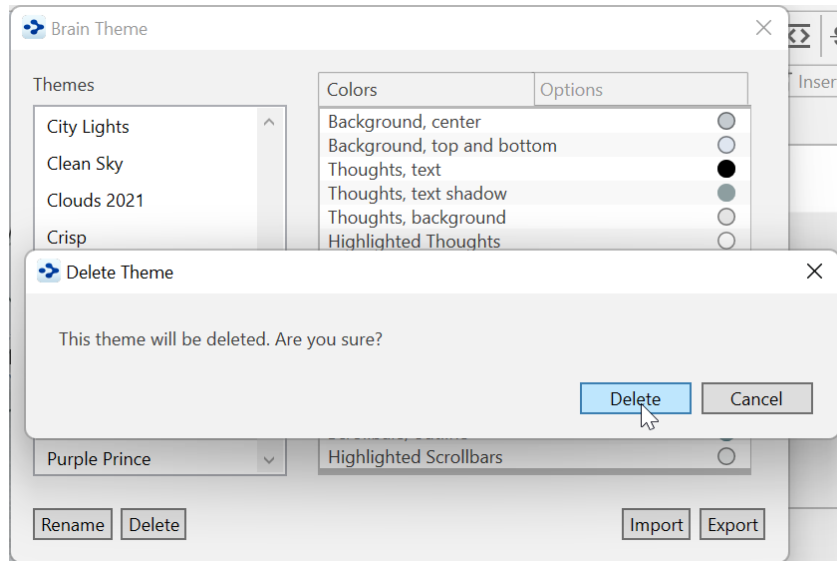 Brain Theme
Themes
City Lights
Clean Sky
Clouds 2021
Crisp
Purple Prince
Colors
Options
Background, center
Background, top and bottom
Thoughts, text
Thoughts, text shadow
Thoughts, background
Highlighted Thoughts
Highlighted Scrollbars
Inser
Delete Theme
This theme will be deleted. Are you sure?
Delete
Cancel
Rename
Delete
Import
Export